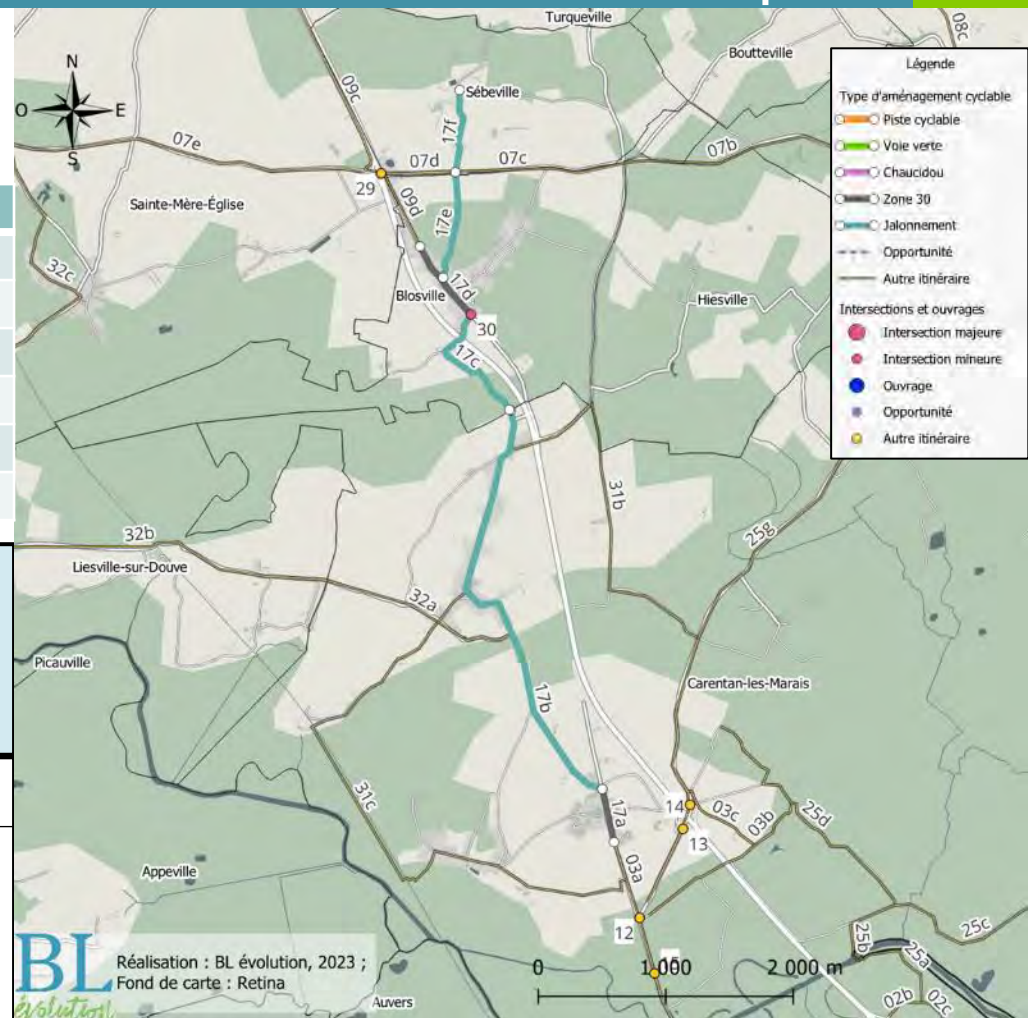 Turqueville
08c
Boutteville
N
O
E
S
09c
Sébeville
17f
07e
07d
07c
07b
29
09d
17e
Sainte-Mère-Église
32c
Blosville
17d
30
17c
Hiesville
31b
25g
32b
Liesville-sur-Douve
32a
Picauville
Carentan-les-Marais
17b
31c
17a
14
03c
03b
25d
13
03a
Appeville
12
25b
25c
25a
02b
02c
Auvers
Légende
Type d'aménagement cyclable
Piste cyclable
Voie verte
Chaucidou
Zone 30
Jalonnement
Opportunité
Autre itinéraire
Intersections et ouvrages
Intersection majeure
Intersection mineure
Ouvrage
Opportunité
Autre itinéraire
0 1 000 2 000 m
BL
évolution
Réalisation : BL évolution, 2023 ;
Fond de carte : Retina